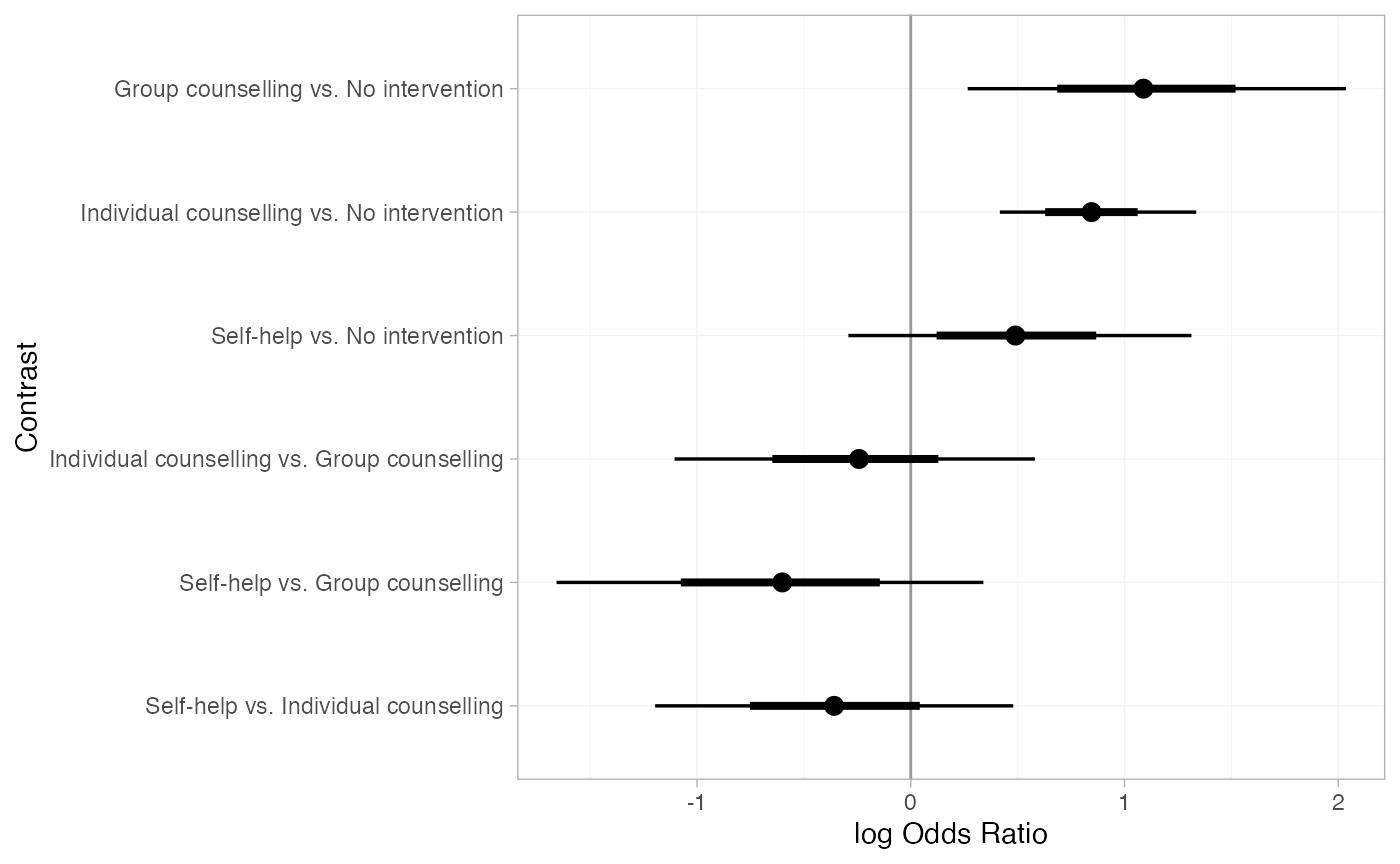 Group counselling vs. No intervention
Individual counselling vs. No intervention
Self-help vs. No intervention
Contrast
Individual counselling vs. Group counselling
Self-help vs. Group counselling
Self-help vs. Individual counselling
-1 0 1 2
log Odds Ratio